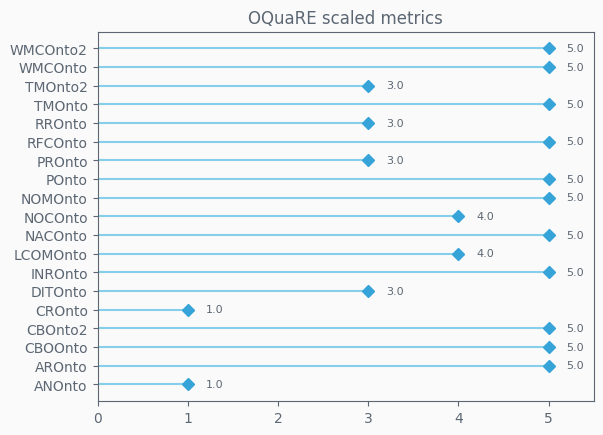 OQuaRE scaled metrics
WMCOnto2 5.0
WMCOnto 5.0
TMOnto2 3.0
TMOnto 5.0
RROnto 3.0
RFCOnto 5.0
PROnto 3.0
POnto 5.0
NOMOnto 5.0
NOCOnto 4.0
NACOnto 5.0
LCOMOnto 4.0
INROnto 5.0
DITOnto 3.0
CROnto 1.0
CBOnto2 5.0
CBOOnto 5.0
AROnto 5.0
ANOnto 1.0
0 1 2 3 4 5